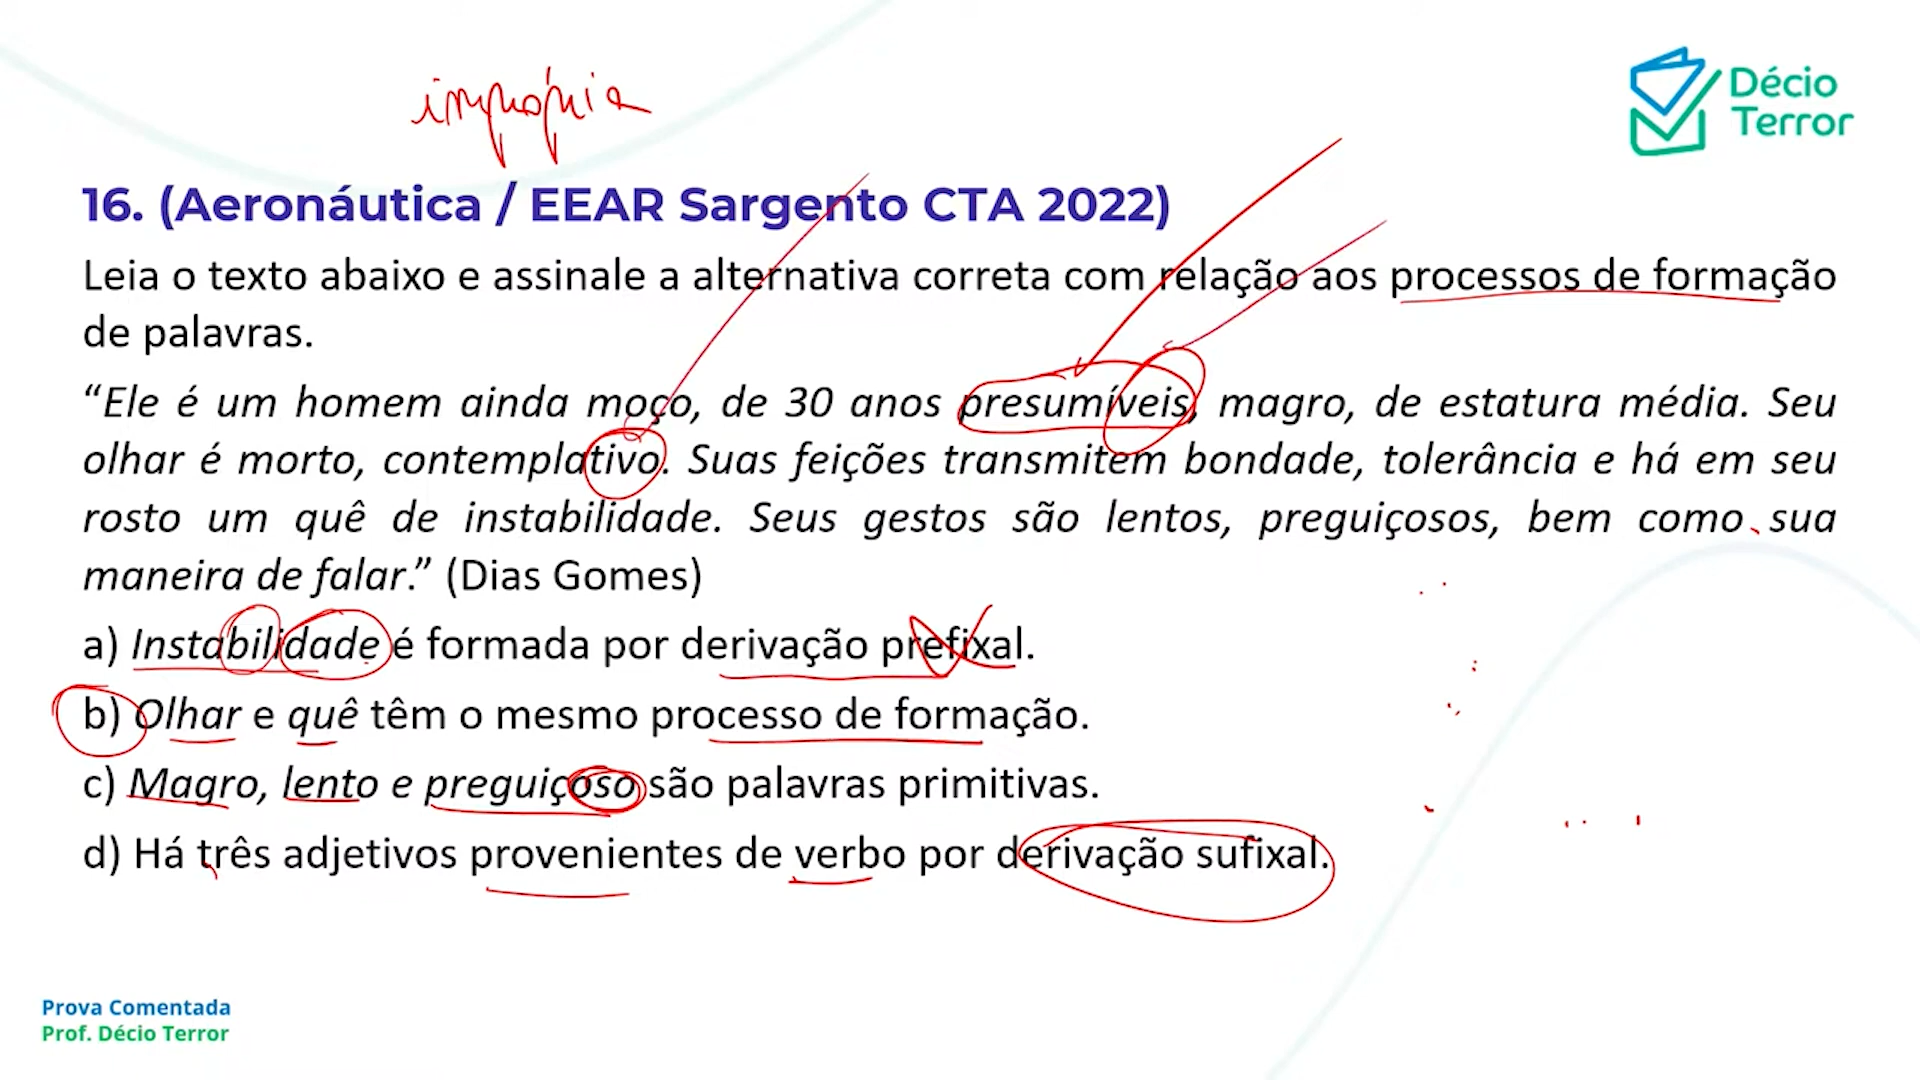 imprópria
Décio
Terror
16. (Aeronáutica / EEAR Sargento CTA 2022)
Leia o texto abaixo e assinale a alternativa correta com relação aos processos de formação
de palavras.
“Ele é um homem ainda moço, de 30 anos presumíveis, magro, de estatura média. Seu
olhar é morto, contemplativo. Suas feições transmitem bondade, tolerância e há em seu
rosto um quê de instabilidade. Seus gestos são lentos, preguiçosos, bem como sua
maneira de falar.” (Dias Gomes)
a) Instabilidade é formada por derivação prefixal.
b) Olhar e quê têm o mesmo processo de formação.
c) Magro, lento e preguiçoso são palavras primitivas.
d) Há três adjetivos provenientes de verbo por derivação sufixal.
Prova Comentada
Prof. Décio Terror